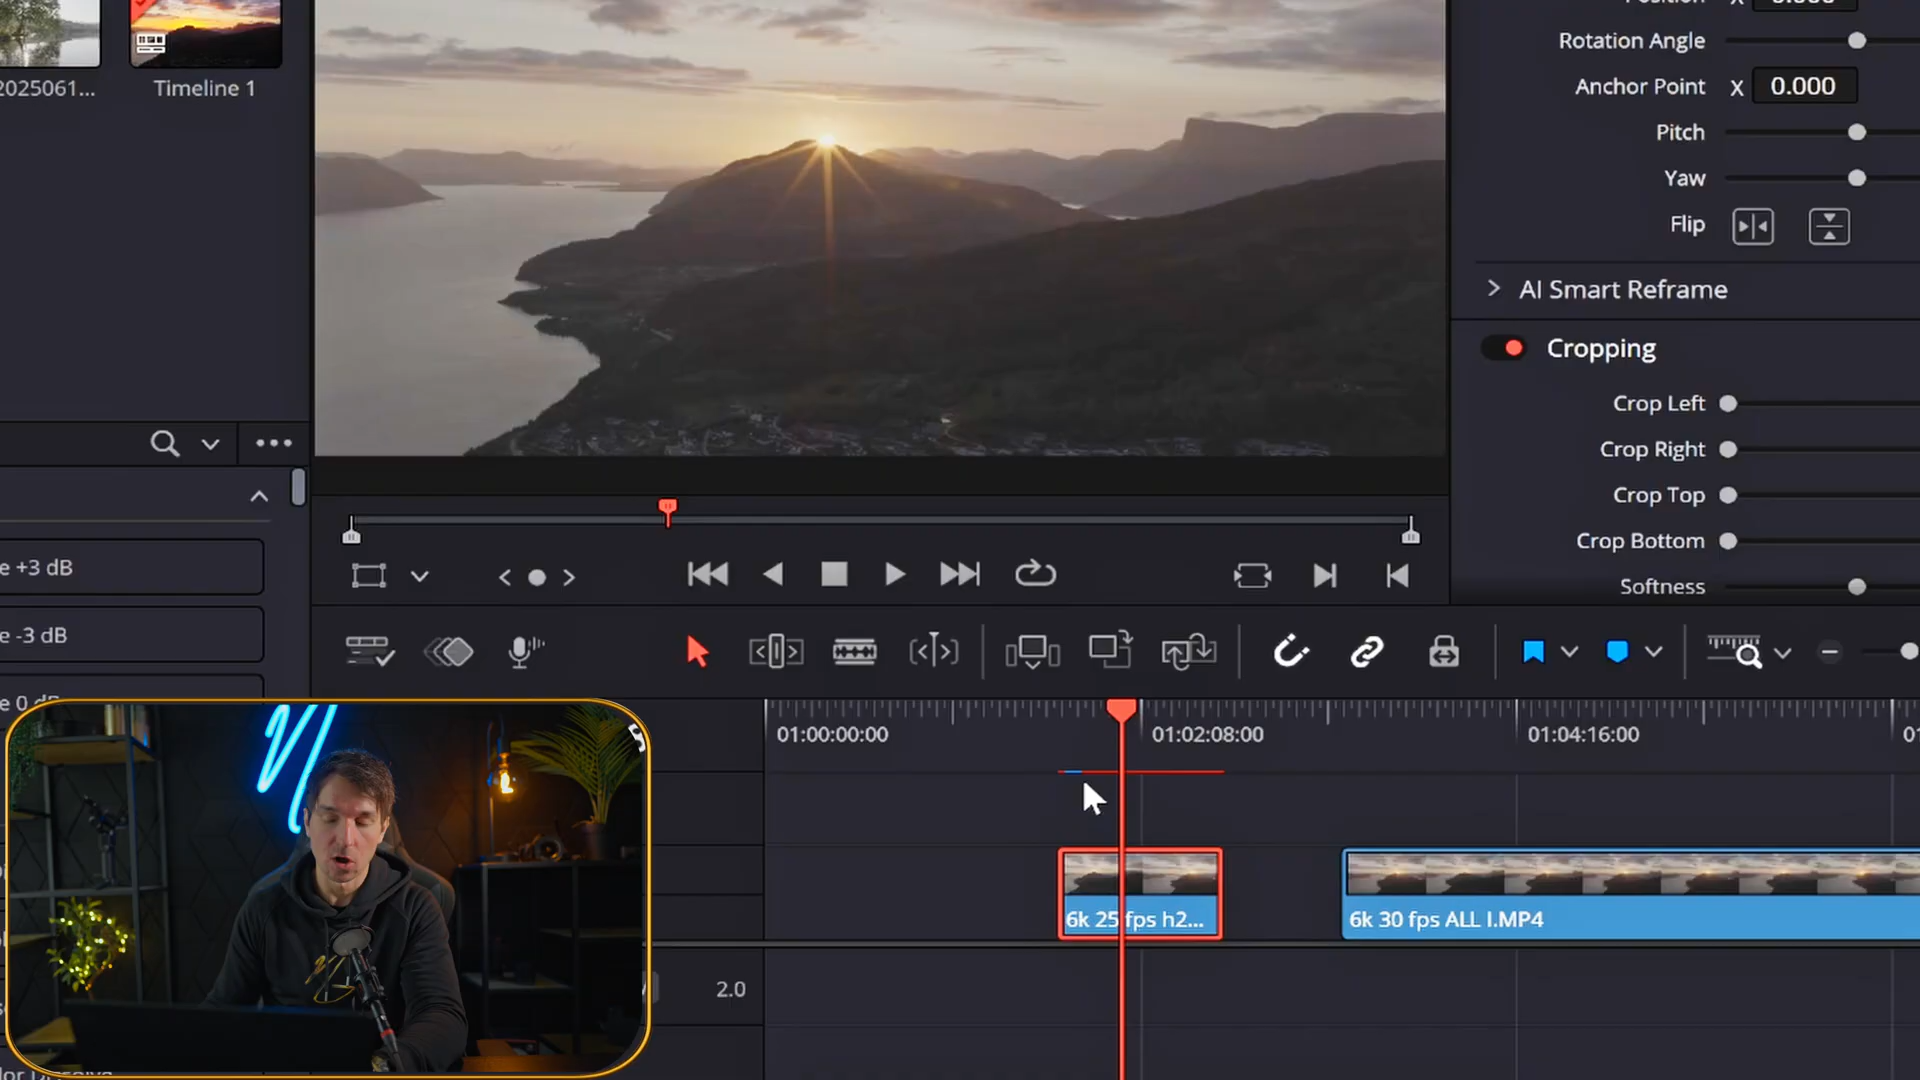 2025061...
Timeline 1
Rotation Angle
Anchor Point X 0.000
Pitch
Yaw
Flip
AI Smart Reframe
Cropping
Crop Left
Crop Right
Crop Top
Crop Bottom
Softness
e +3 dB
e -3 dB
e 0 dB
01:00:00:00
01:02:08:00
01:04:16:00
6k 25 fps h2...
6k 30 fps ALL I.MP4
2.0